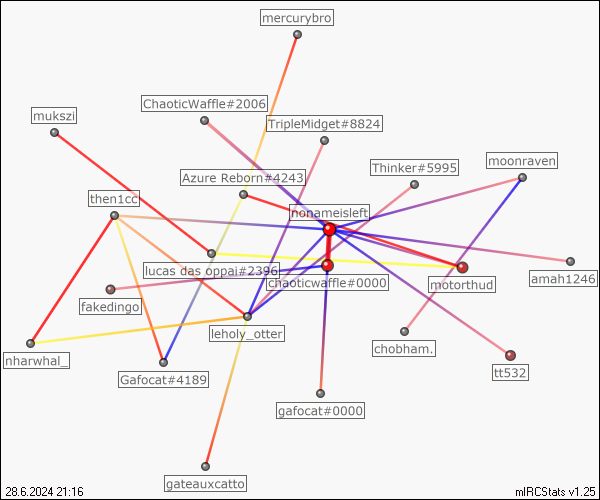 mercurybro
ChaoticWaffle#2006
mukszi
TripleMidget#8824
moonraven
Thinker#5995
Azure Reborn#4243
then1cc
nonameisleft
lucas das oppai#2396
chaoticwaffle#0000
motorthud
amah1246
fakedingo
leholy_otter
chobham.
nharwhal_
tt532
Gafocat#4189
gafocat#0000
gateauxcatto
28.6.2024 21:16
mIRCStats v1.25